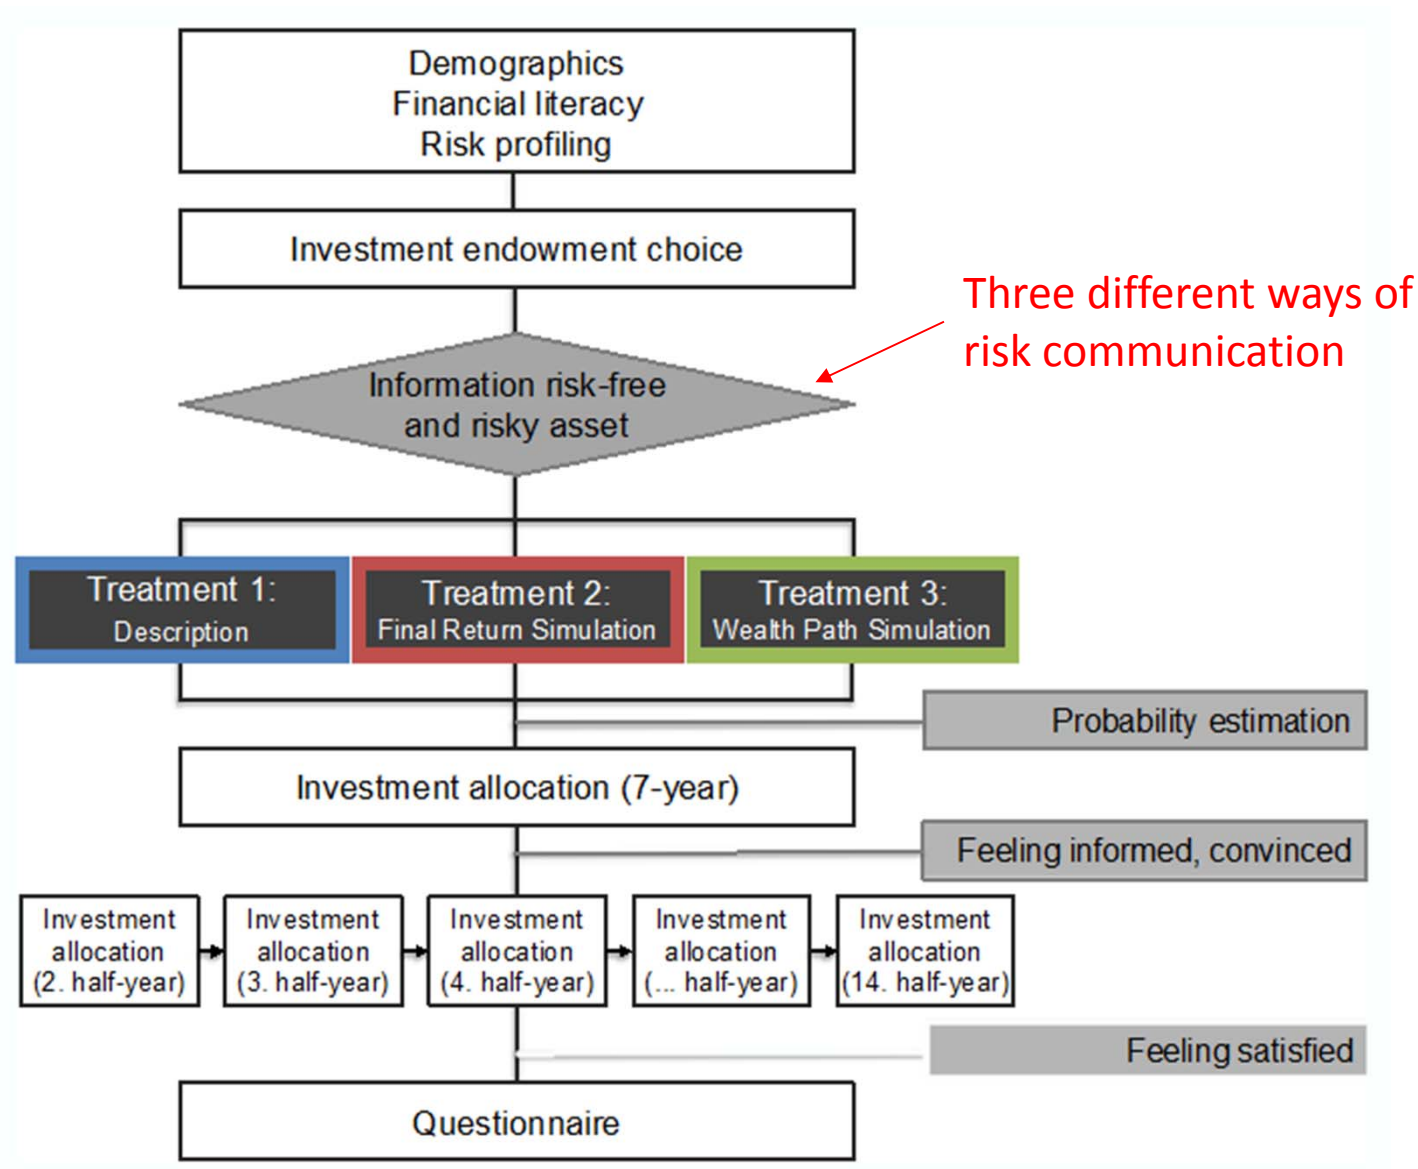 Demographics
Financial literacy
Risk profiling
Investment endowment choice
Three different ways of
risk communication
Information risk-free
and risky asset
Treatment 1:
Description
Treatment 2:
Final Return Simulation
Treatment 3:
Wealth Path Simulation
Probability estimation
Investment allocation (7-year)
Feeling informed, convinced
Investment
allocation
(2. half-year)
Investment
allocation
(3. half-year)
Investment
allocation
(4. half-year)
Investment
allocation
(... half-year)
Investment
allocation
(14. half-year)
Feeling satisfied
Questionnaire